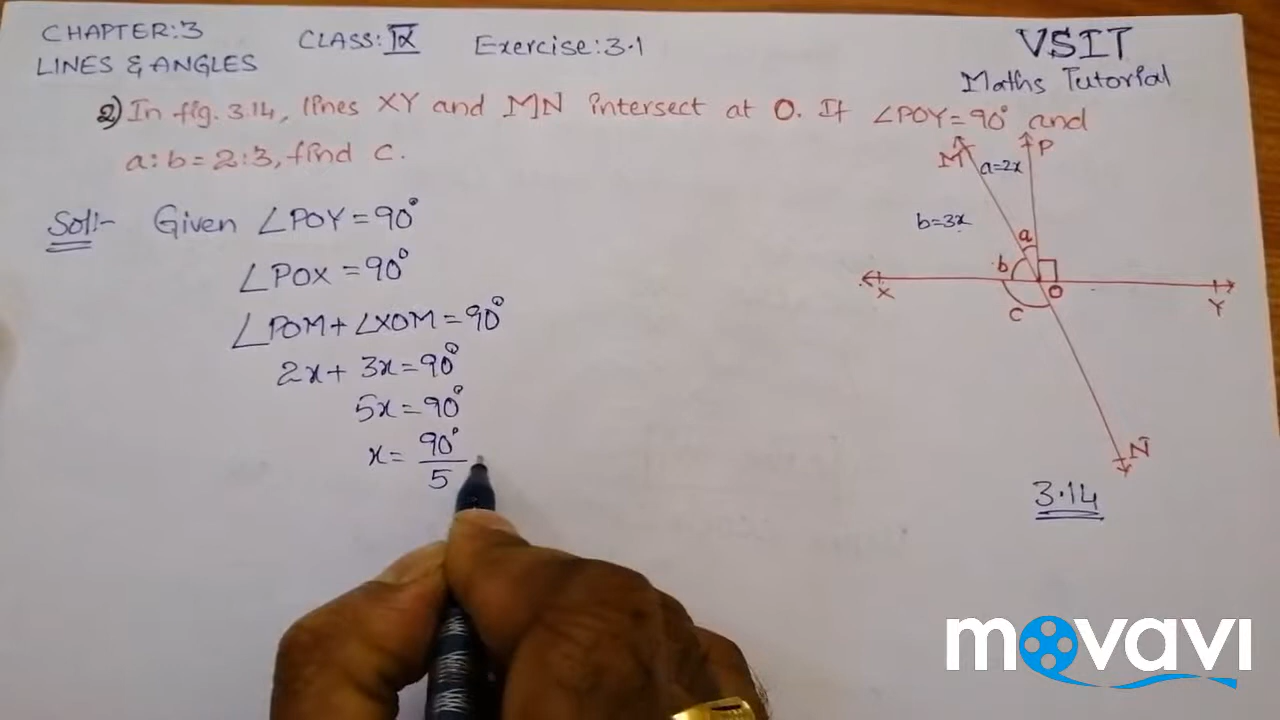 CHAPTER:3 CLASS: IX Exercise:3.1 VSIT
LINES & ANGLES Maths Tutorial
2) In fig. 3.14, lines XY and MN intersect at O. If ∠POY=90° and
a:b=2:3, find c.
Sol:- Given ∠POY=90°
∠POX=90°
∠POM+∠XOM=90°
2x+3x=90°
5x=90°
x=90°/5
M P
a=2x
b=3x
a
b
X O Y
c
N
3.14
movavi